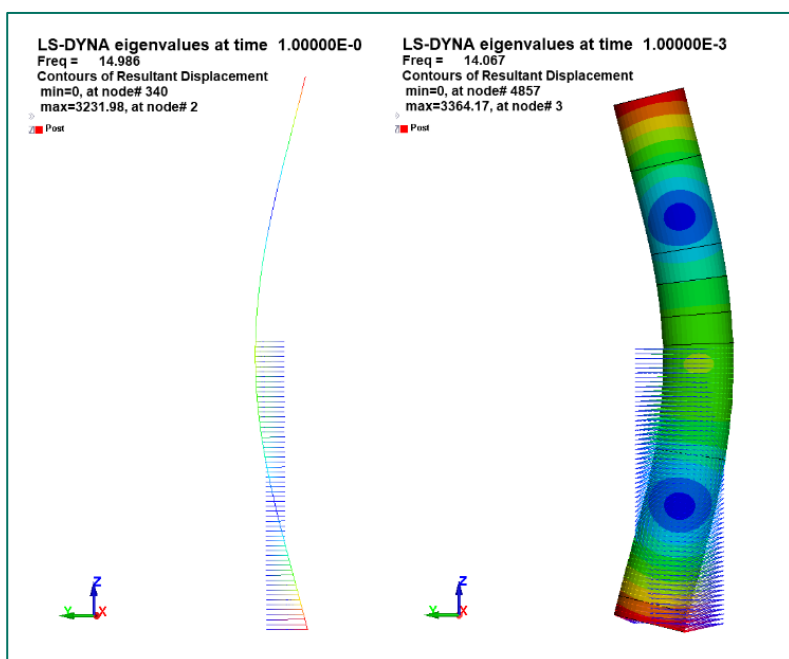 LS-DYNA eigenvalues at time 1.00000E-0
Freq = 14.986
Contours of Resultant Displacement
min=0, at node# 340
max=3231.98, at node# 2
Post
Z
Y
X
LS-DYNA eigenvalues at time 1.00000E-3
Freq = 14.067
Contours of Resultant Displacement
min=0, at node# 4857
max=3364.17, at node# 3
Post
Z
Y
X